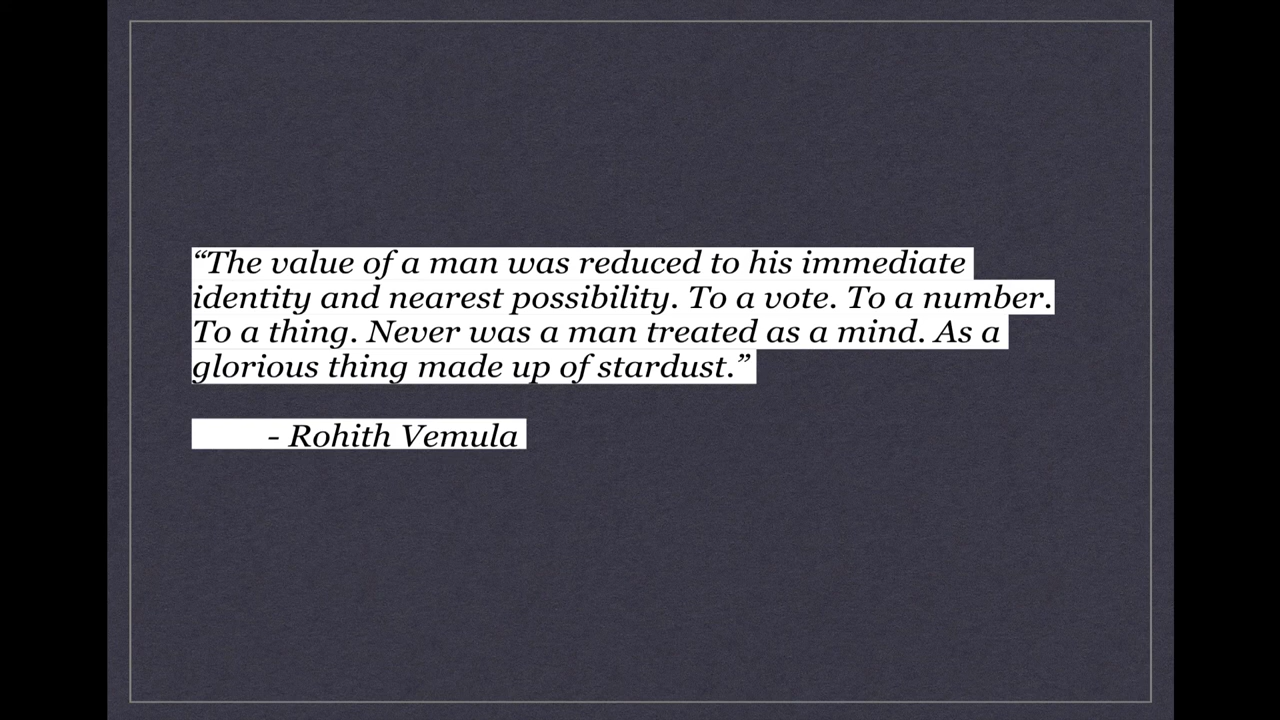 “The value of a man was reduced to his immediate
identity and nearest possibility. To a vote. To a number.
To a thing. Never was a man treated as a mind. As a
glorious thing made up of stardust.”
- Rohith Vemula